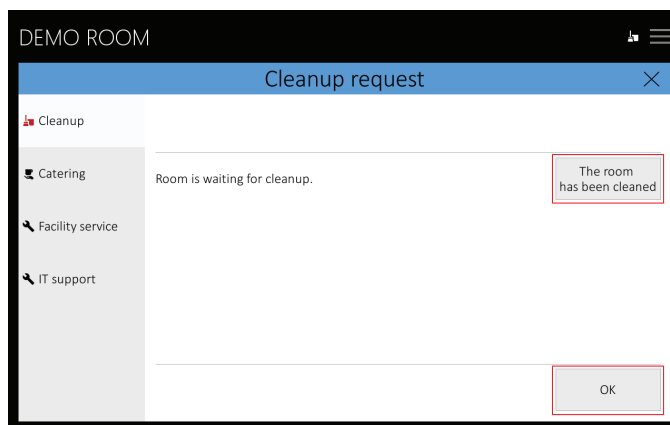 DEMO ROOM
Cleanup request
Cleanup
Catering
Facility service
IT support
Room is waiting for cleanup.
The room
has been cleaned
OK